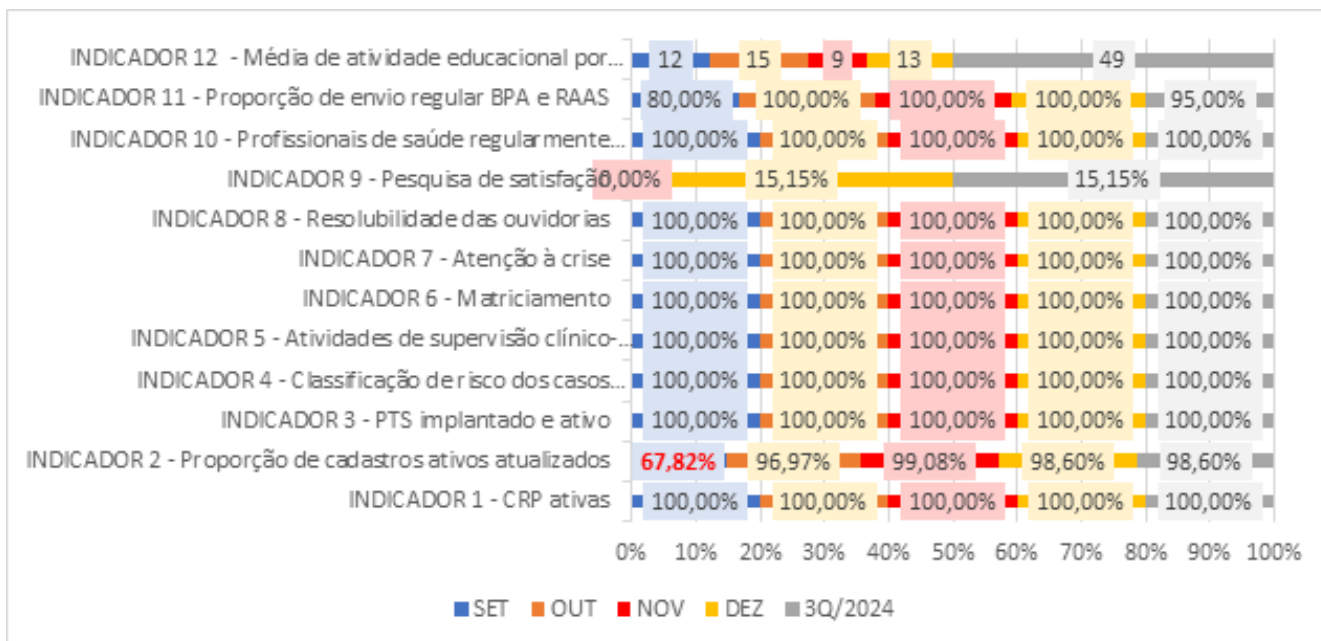 INDICADOR 12 - Média de atividade educacional por... 12 15 9 13 49
INDICADOR 11 - Proporção de envio regular BPA e RAAS 80,00% 100,00% 100,00% 100,00% 95,00%
INDICADOR 10 - Profissionais de saúde regularmente... 100,00% 100,00% 100,00% 100,00% 100,00%
INDICADOR 9 - Pesquisa de satisfação 0,00% 15,15% 15,15%
INDICADOR 8 - Resolubilidade das ouvidorias 100,00% 100,00% 100,00% 100,00% 100,00%
INDICADOR 7 - Atenção à crise 100,00% 100,00% 100,00% 100,00% 100,00%
INDICADOR 6 - Matriciamento 100,00% 100,00% 100,00% 100,00% 100,00%
INDICADOR 5 - Atividades de supervisão clínico-... 100,00% 100,00% 100,00% 100,00% 100,00%
INDICADOR 4 - Classificação de risco dos casos... 100,00% 100,00% 100,00% 100,00% 100,00%
INDICADOR 3 - PTS implantado e ativo 100,00% 100,00% 100,00% 100,00% 100,00%
INDICADOR 2 - Proporção de cadastros ativos atualizados 67,82% 96,97% 99,08% 98,60% 98,60%
INDICADOR 1 - CRP ativas 100,00% 100,00% 100,00% 100,00% 100,00%
0% 10% 20% 30% 40% 50% 60% 70% 80% 90% 100%
SET OUT NOV DEZ 3Q/2024